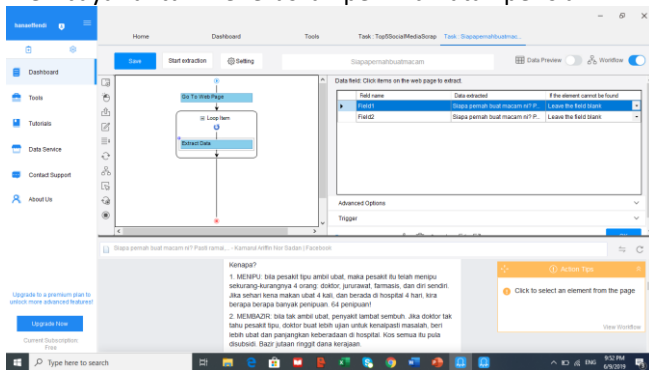 kamaeffendi
Home Dashboard Tools Task :Top5SocialMediaScrap Task :Siapapernahbuatmac...
Save Start extraction Setting Siapapernahbuatmacam Data Preview Workflow
Dashboard
Tools
Tutorials
Data Service
Contact Support
About Us
Go To Web Page
Loop Item
Extract Data
Data field: Click items on the web page to extract.
Field name Data extracted If the element cannot be found
Field1 Siapa pernah buat macam ni? P... Leave the field blank
Field2 Siapa pernah buat macam ni? P... Leave the field blank
Advanced Options
Trigger
Siapa pernah buat macam ni? Pasti ramai,... - Kamarul Ariffin Nor Sadan | Facebook
Kenapa?
1. MENIPU: bila pesakit tipu ambil ubat, maka pesakit itu telah menipu
sekurang-kurangnya 4 orang: doktor, jururawat, farmasis, dan diri sendiri.
Jika sehari kena makan ubat 4 kali, dan berada di hospital 4 hari, kira
berapa berapa banyak penipuan. 64 penipuan!
2. MEMBAZIR: bila tak ambil ubat, penyakit lambat sembuh. Jika doktor tak
tahu pesakit tipu, doktor buat lebih ujian untuk kenalpasti masalah, beri
lebih ubat dan panjangkan keberadaan di hospital. Kos semua itu pula
disubsidi. Bazir jutaan ringgit dana kerajaan.
Action Tips
Click to select an element from the page
View Workflow
Upgrade to a premium plan to
unlock more advanced features!
Upgrade Now
Current Subscription:
Free
Type here to search
ENG
9:52 PM
6/9/2019